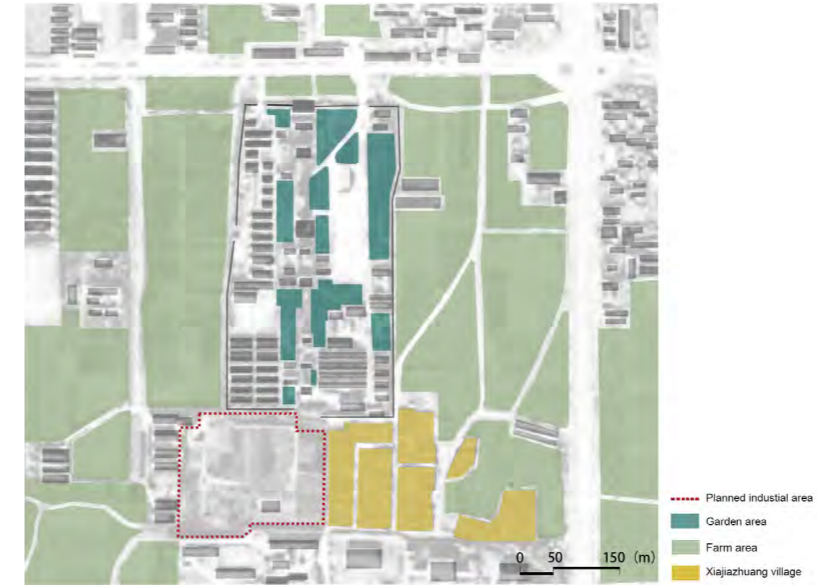 0 50 150 (m)
Planned industial area
Garden area
Farm area
Xiajiazhuang village